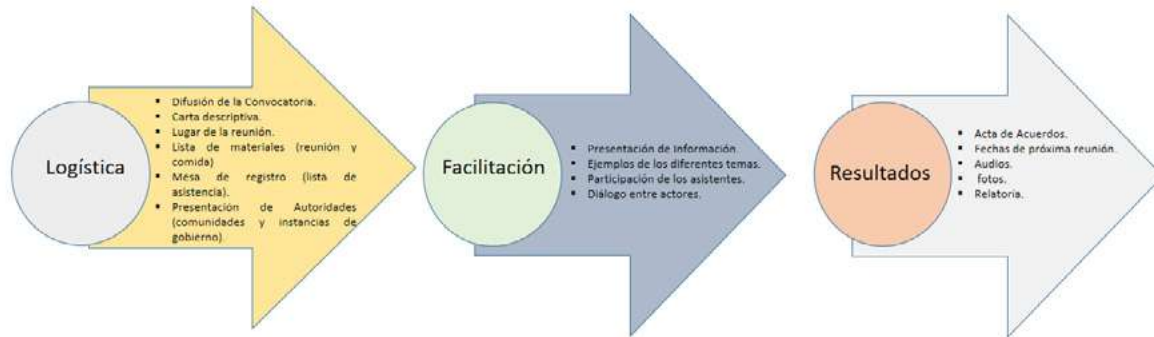 Logística
▪ Difusión de la Convocatoria.
▪ Carta descriptiva.
▪ Lugar de la reunión.
▪ Lista de materiales (reunión y
comida)
▪ Mesa de registro (lista de
asistencia).
▪ Presentación de Autoridades
(comunidades y instancias de
gobierno)
Facilitación
▪ Presentación de Información.
▪ Ejemplos de los diferentes temas.
▪ Participación de los asistentes.
▪ Diálogo entre actores.
Resultados
▪ Acta de Acuerdos.
▪ Fechas de próxima reunión.
▪ Audios.
▪ fotos.
▪ Relatoría.